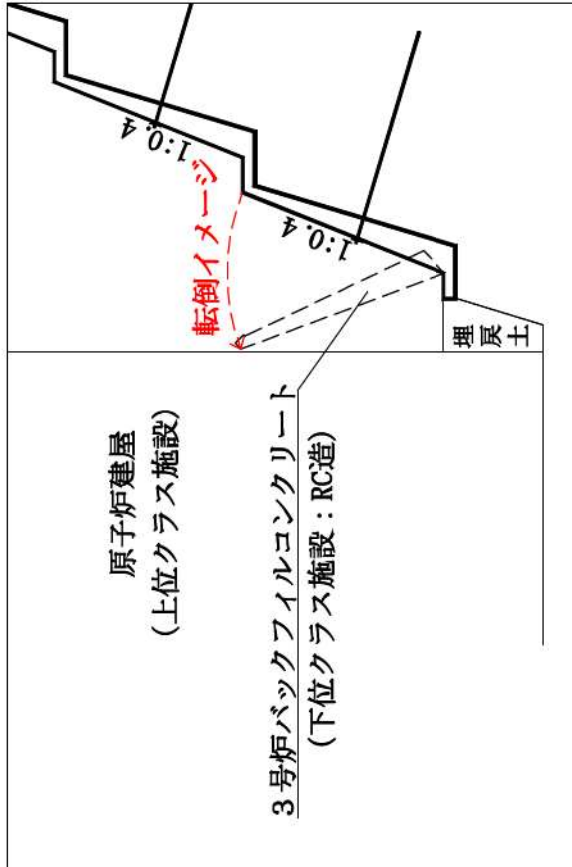 原子炉建屋
(上位クラス施設)
3号炉バックフィルコンクリート
(下位クラス施設：RC造)
転倒イメージ
1:0.4
1:0.4
埋戻土